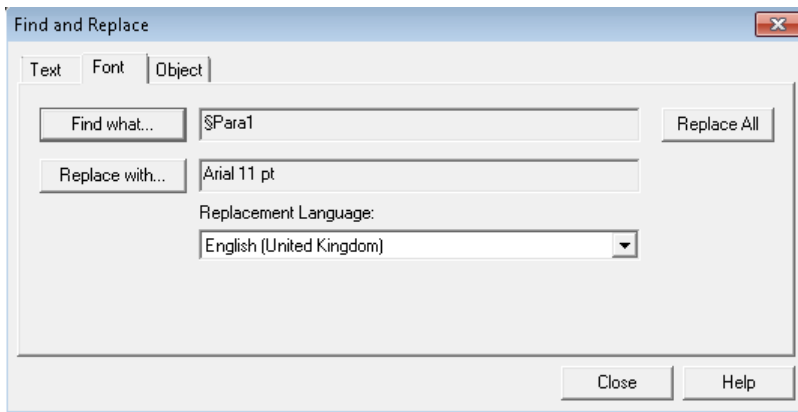 Find and Replace
Text Font Object
Find what... §Para1 Replace All
Replace with... Arial 11 pt
Replacement Language:
English (United Kingdom)
Close Help